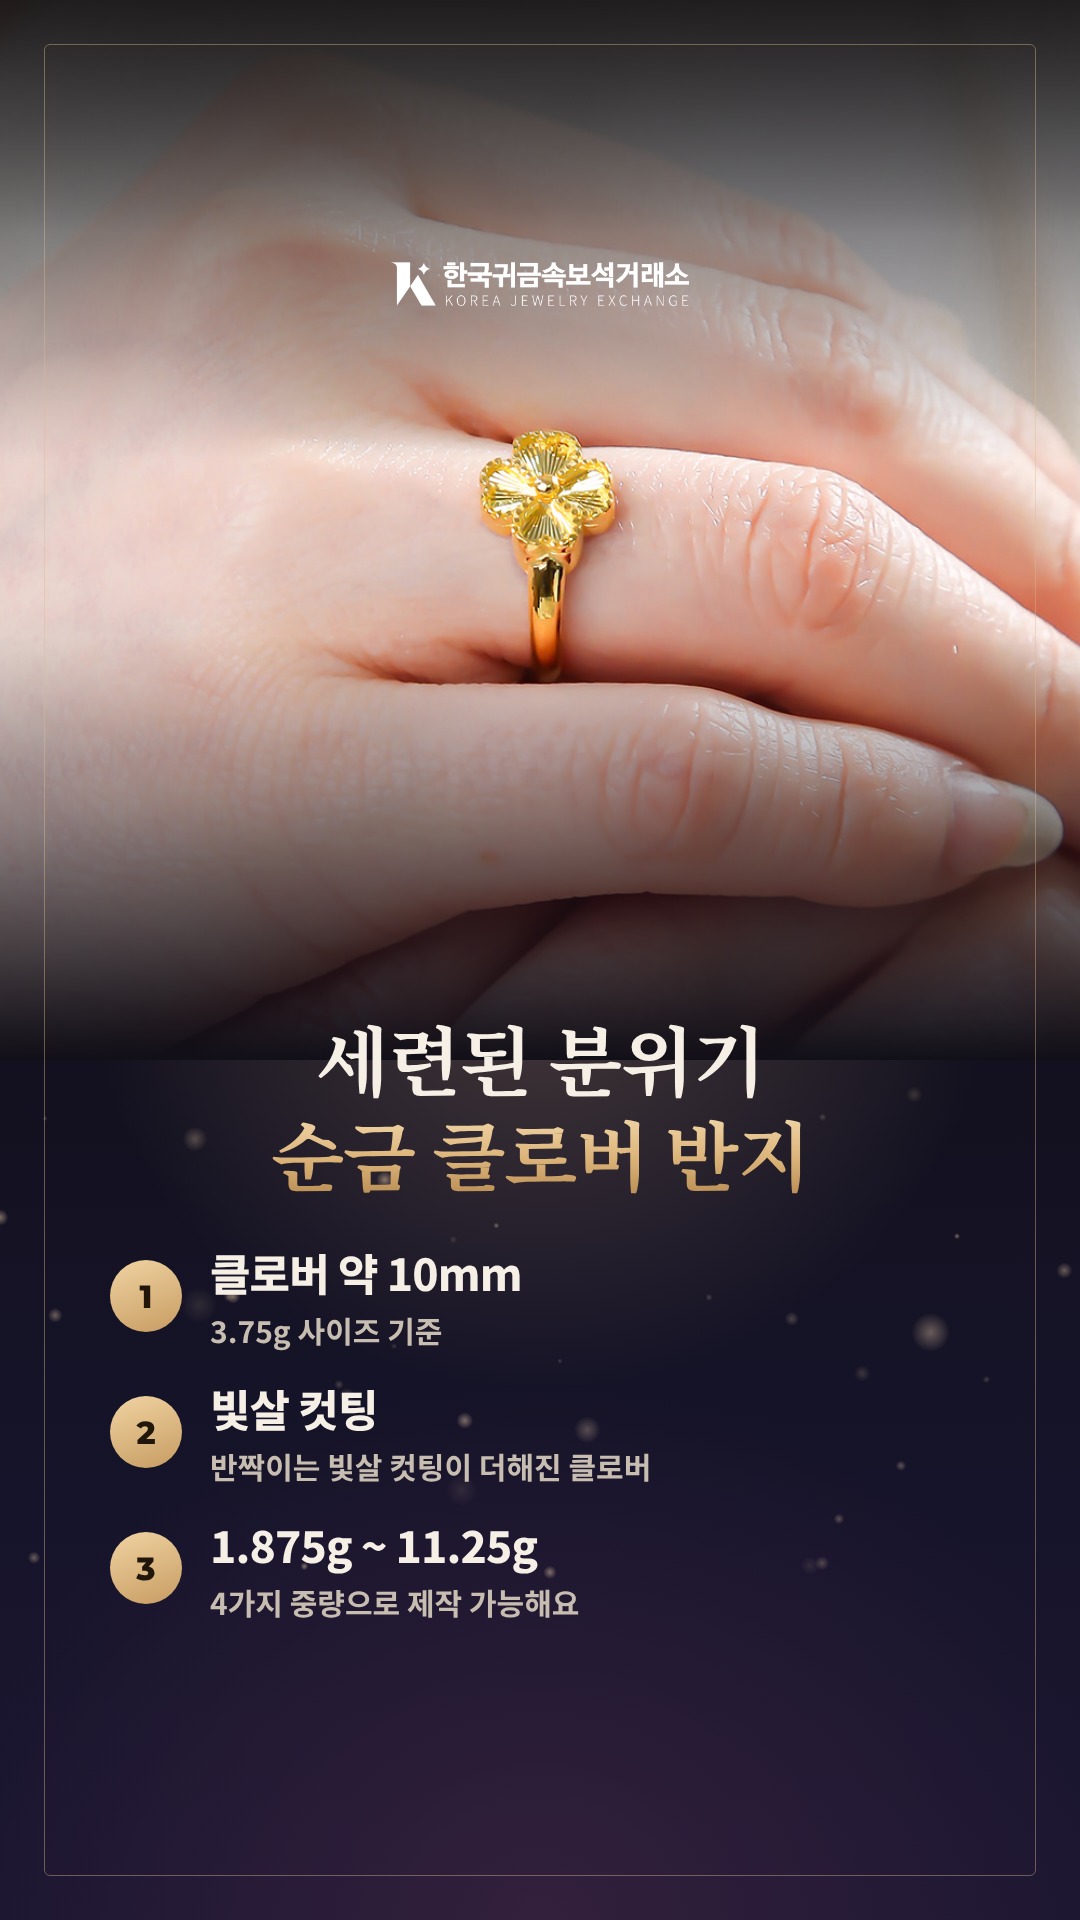 한국귀금속보석거래소
KOREA JEWELRY EXCHANGE
세련된 분위기
순금 클로버 반지
1
클로버 약 10mm
3.75g 사이즈 기준
2
빛살 컷팅
반짝이는 빛살 컷팅이 더해진 클로버
3
1.875g ~ 11.25g
4가지 중량으로 제작 가능해요